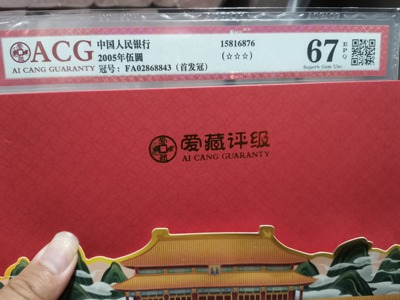 ACG
AI CANG GUARANTY
中国人民银行
2005年伍圆
冠号：FA02868843（首发冠）
15816876
(☆☆☆)
67 EPQ
Superb Gem Unc
爱藏评级
AI CANG GUARANTY